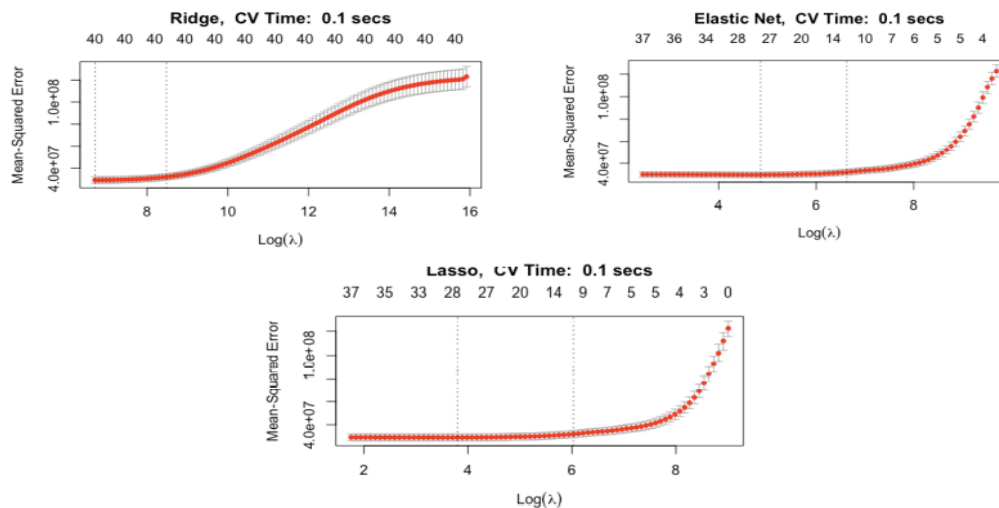 Ridge, CV Time: 0.1 secs
40 40 40 40 40 40 40 40 40 40 40 40
Mean-Squared Error
4.0e+07 1.0e+08
8 10 12 14 16
Log(λ)
Elastic Net, CV Time: 0.1 secs
37 36 34 28 27 20 14 10 7 6 5 5 4
Mean-Squared Error
4.0e+07 1.0e+08
4 6 8
Log(λ)
Lasso, CV Time: 0.1 secs
37 35 33 28 27 20 14 9 7 5 5 4 3 0
Mean-Squared Error
4.0e+07 1.0e+08
2 4 6 8
Log(λ)